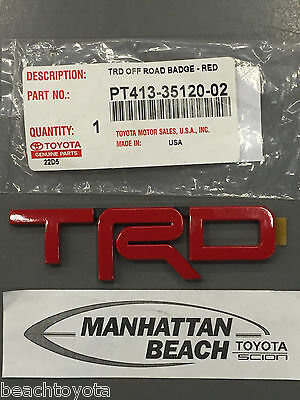 DESCRIPTION: TRD OFF ROAD BADGE - RED
PART NO.: PT413-35120-02
QUANTITY: 1 TOYOTA MOTOR SALES, U.S.A., INC.
MADE IN: USA
TOYOTA
GENUINE PARTS
22D5
TRD
MANHATTAN
BEACH TOYOTA
SCION
© beachtoyota